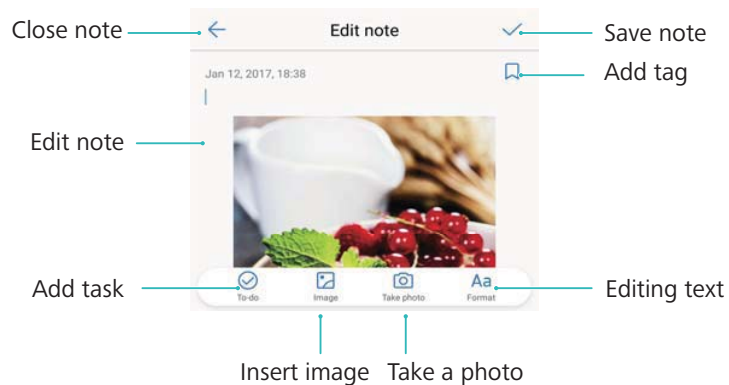 Close note
Edit note
Save note
Jan 12, 2017, 18:38
Add tag
Edit note
Add task
To-do
Image
Take photo
Aa
Format
Editing text
Insert image
Take a photo